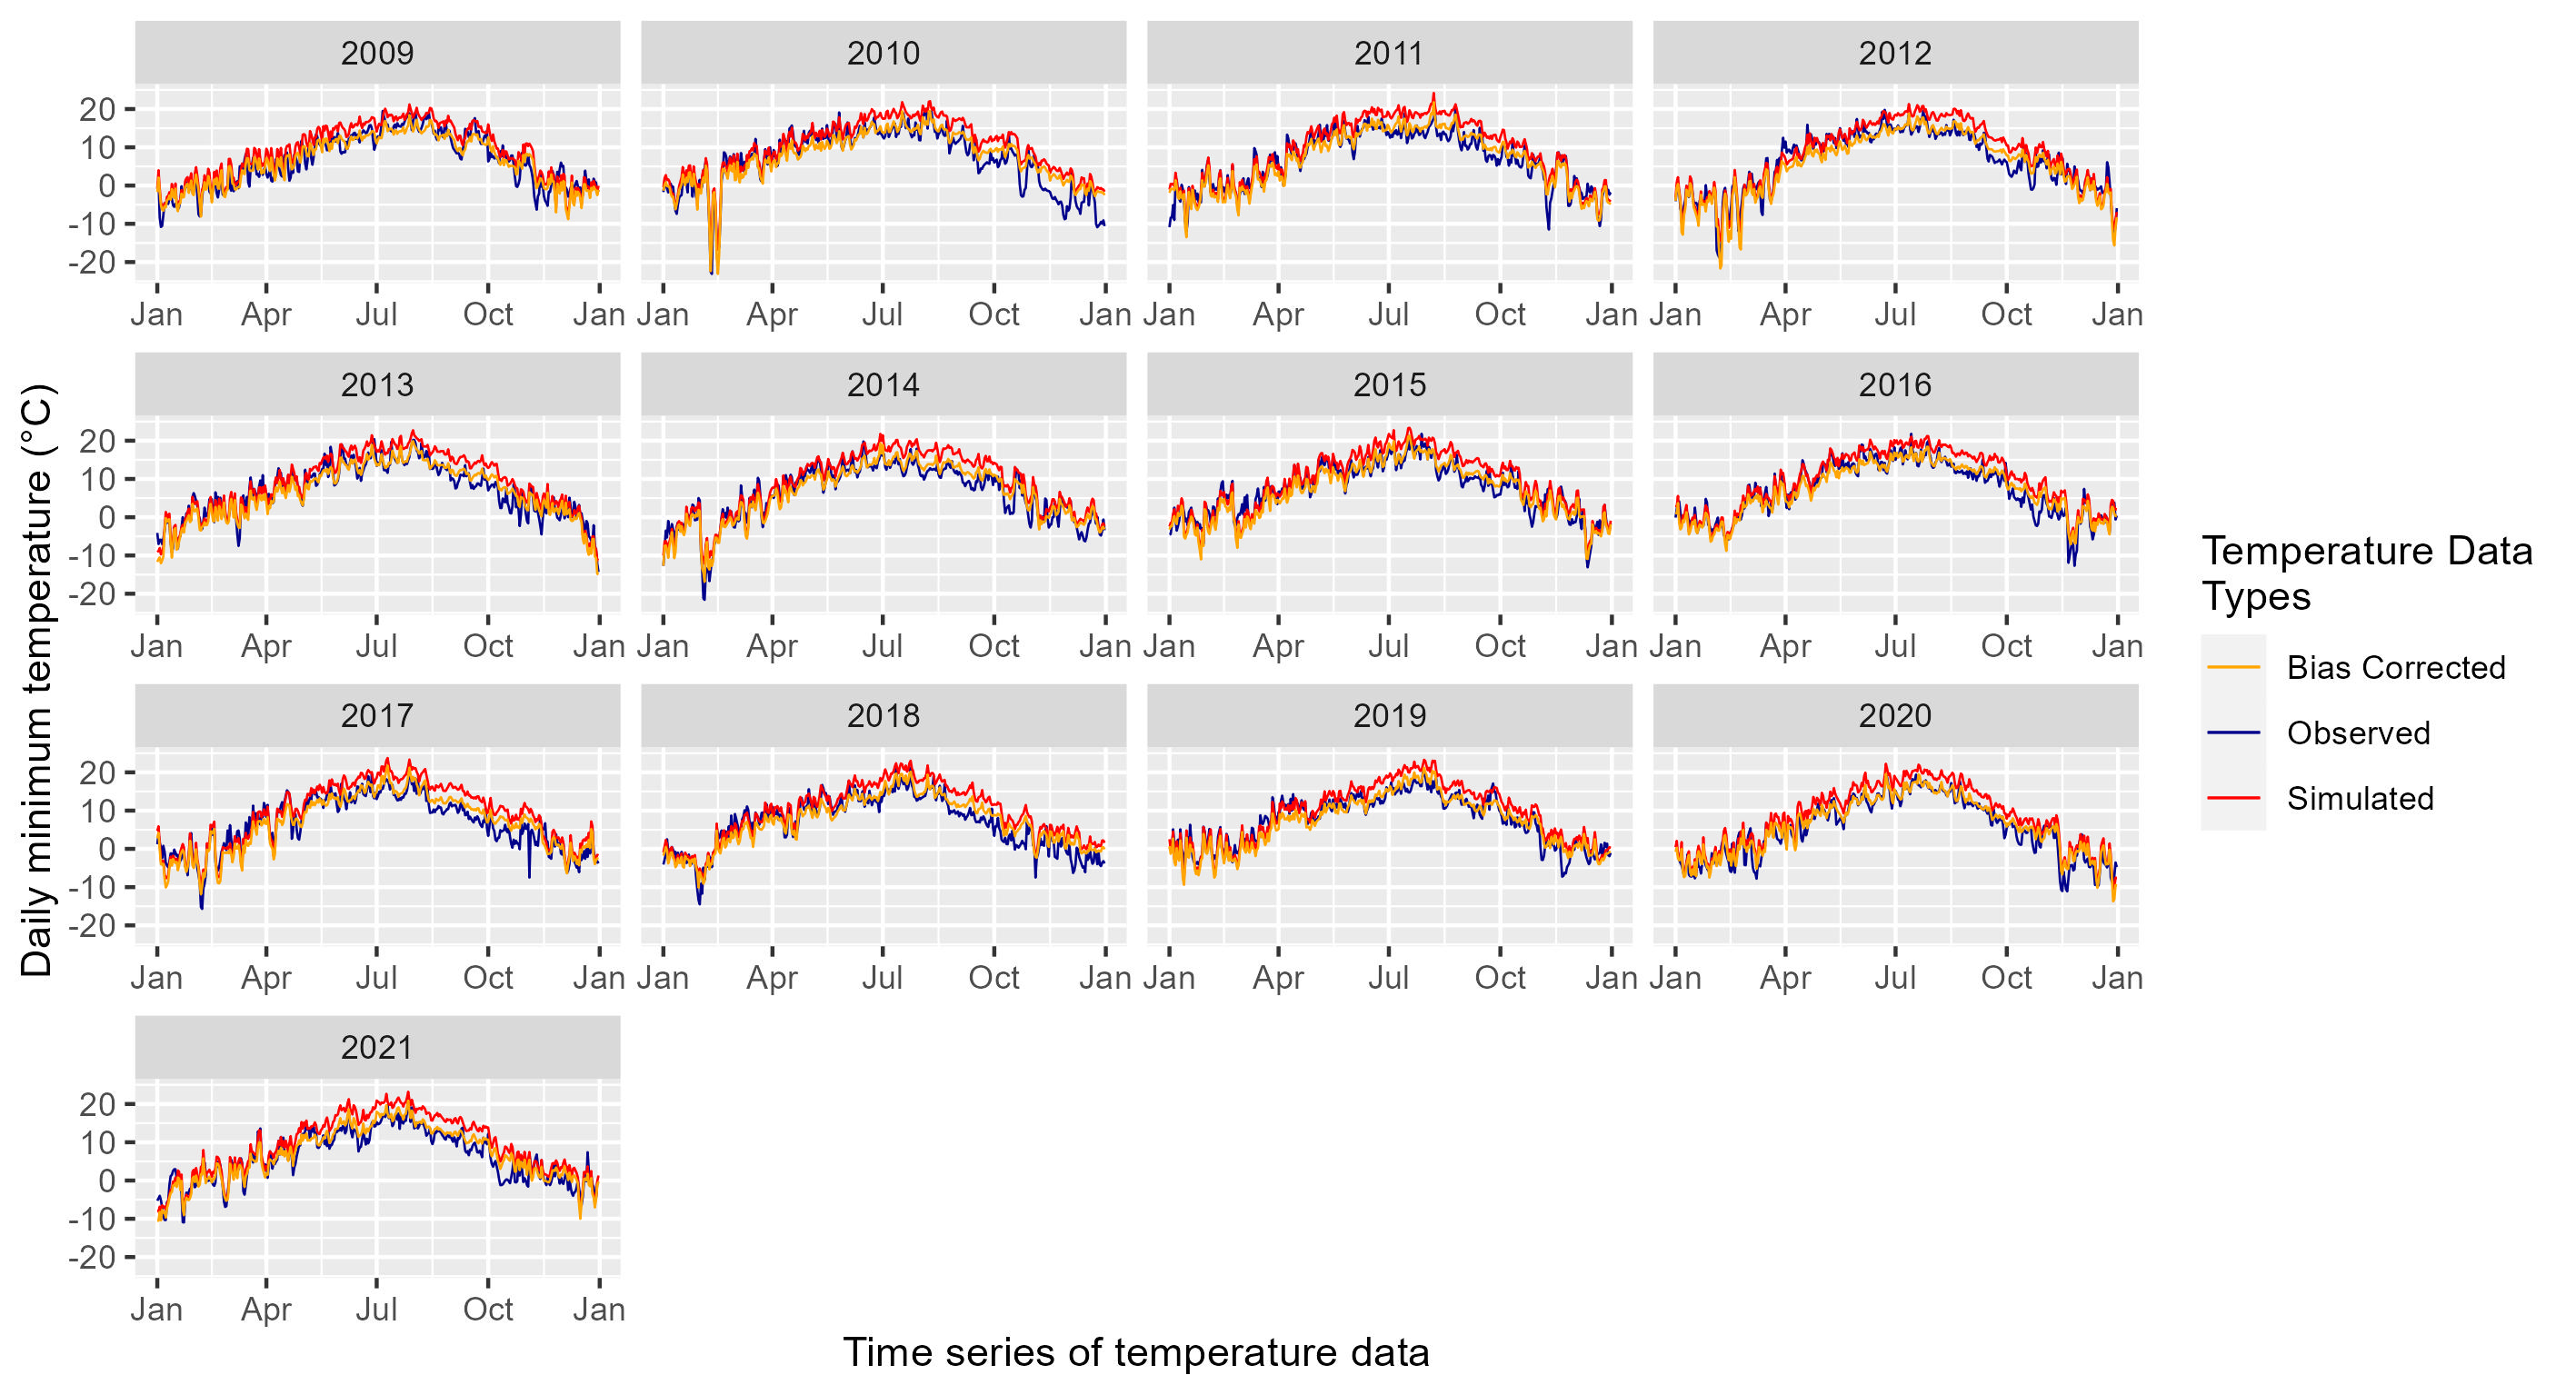 2009 2010 2011 2012
20
10
0
-10
-20
Jan Apr Jul Oct Jan Jan Apr Jul Oct Jan Jan Apr Jul Oct Jan Jan Apr Jul Oct Jan
2013 2014 2015 2016
20
10
0
-10
-20
Jan Apr Jul Oct Jan Jan Apr Jul Oct Jan Jan Apr Jul Oct Jan Jan Apr Jul Oct Jan
2017 2018 2019 2020
20
10
0
-10
-20
Jan Apr Jul Oct Jan Jan Apr Jul Oct Jan Jan Apr Jul Oct Jan Jan Apr Jul Oct Jan
2021
20
10
0
-10
-20
Jan Apr Jul Oct Jan
Daily minimum temperature (°C)
Time series of temperature data
Temperature Data
Types
Bias Corrected
Observed
Simulated